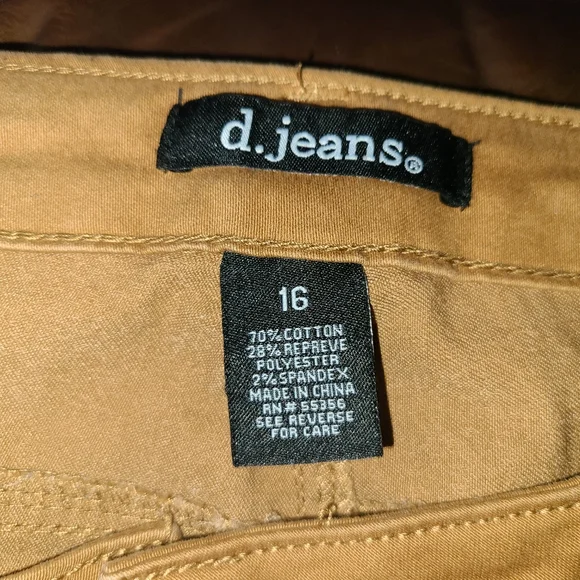 d.jeans®
16
70% COTTON
28% REPREVE
POLYESTER
2% SPANDEX
MADE IN CHINA
RN# 55356
SEE REVERSE
FOR CARE